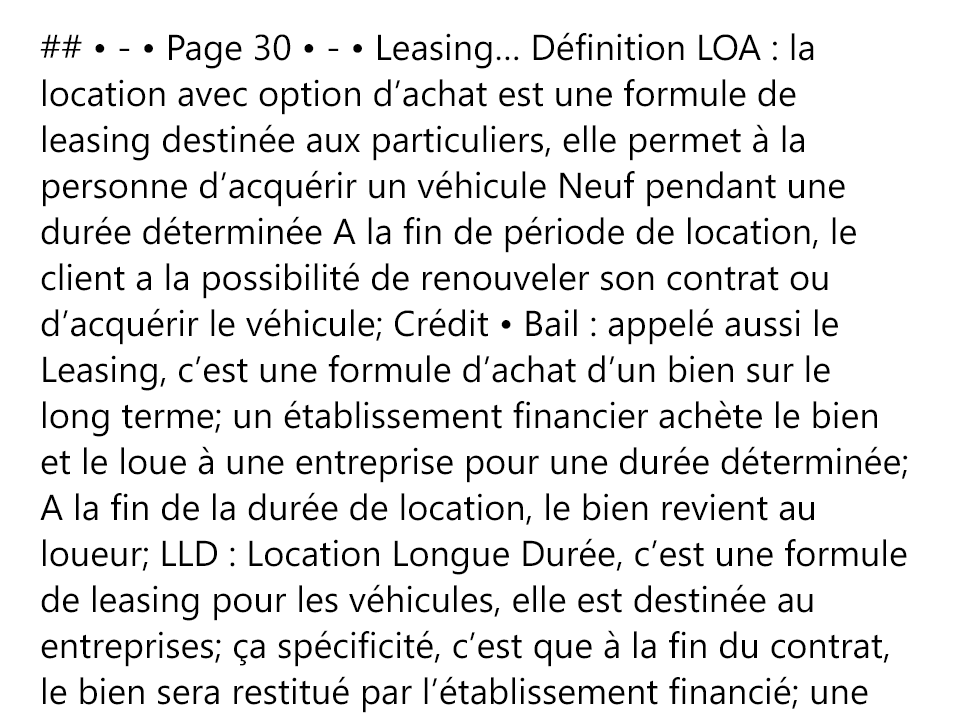 ## • - • Page 30 • - • Leasing… Définition LOA : la
location avec option d’achat est une formule de
leasing destinée aux particuliers, elle permet à la
personne d’acquérir un véhicule Neuf pendant une
durée déterminée A la fin de période de location, le
client a la possibilité de renouveler son contrat ou
d’acquérir le véhicule; Crédit • Bail : appelé aussi le
Leasing, c’est une formule d’achat d’un bien sur le
long terme; un établissement financier achète le bien
et le loue à une entreprise pour une durée déterminée;
A la fin de la durée de location, le bien revient au
loueur; LLD : Location Longue Durée, c’est une formule
de leasing pour les véhicules, elle est destinée au
entreprises; ça spécificité, c’est que à la fin du contrat,
le bien sera restitué par l’établissement financié; une